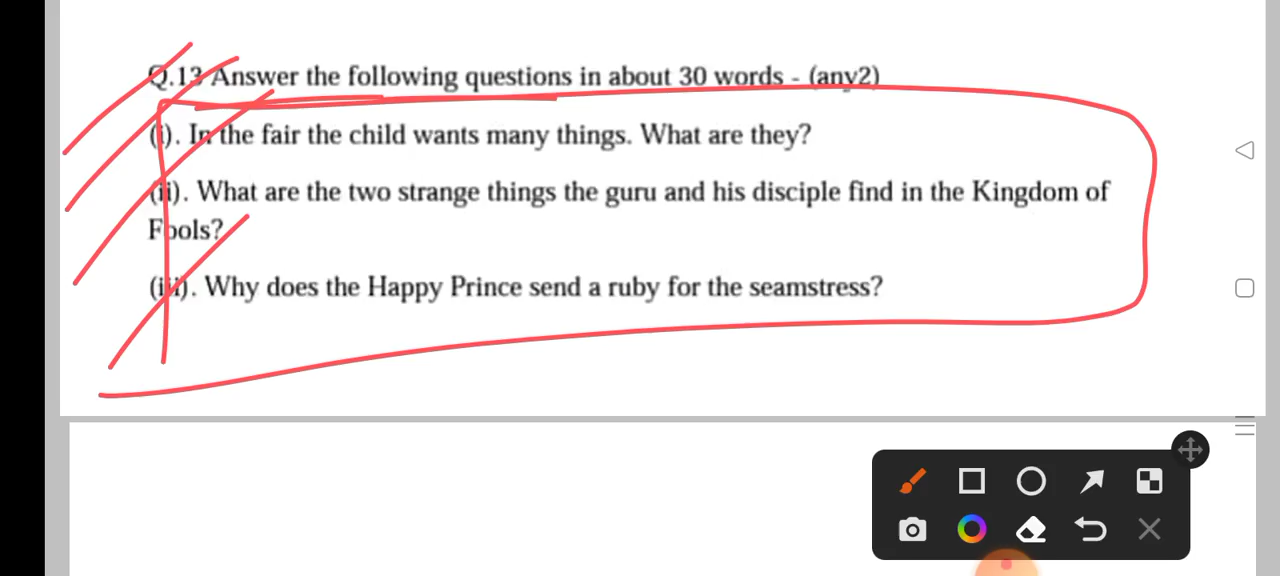 Q.13 Answer the following questions in about 30 words - (any2)
(i). In the fair the child wants many things. What are they?
(ii). What are the two strange things the guru and his disciple find in the Kingdom of
Fools?
(iii). Why does the Happy Prince send a ruby for the seamstress?